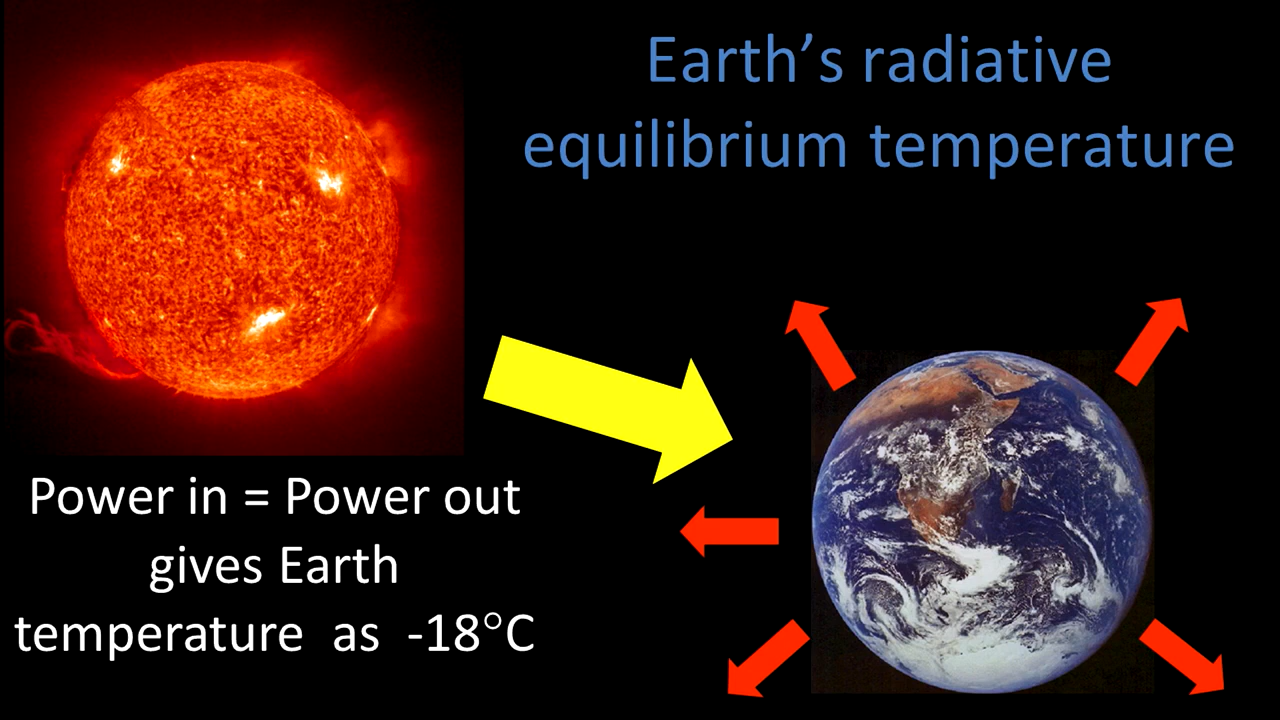 Earth’s radiative
equilibrium temperature
Power in = Power out
gives Earth
temperature as -18°C